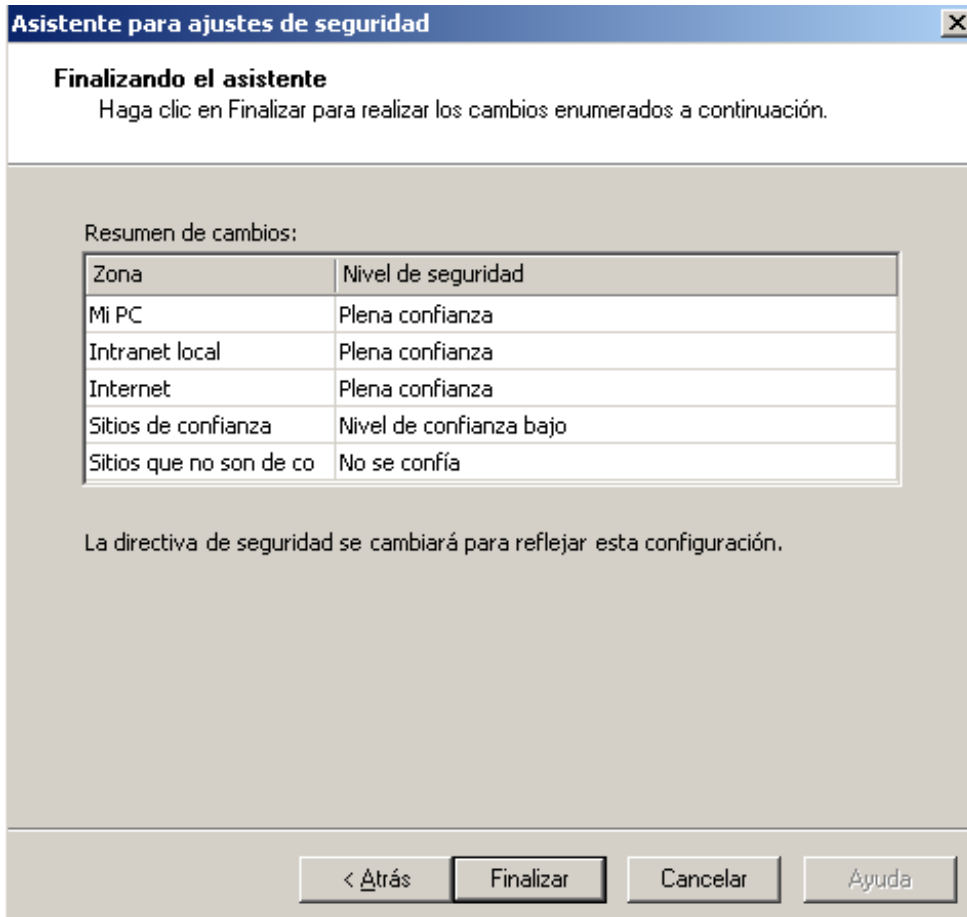 Asistente para ajustes de seguridad
Finalizando el asistente
Haga clic en Finalizar para realizar los cambios enumerados a continuación.
Resumen de cambios:
Zona Nivel de seguridad
Mi PC Plena confianza
Intranet local Plena confianza
Internet Plena confianza
Sitios de confianza Nivel de confianza bajo
Sitios que no son de co No se confía
La directiva de seguridad se cambiará para reflejar esta configuración.
< Atrás Finalizar Cancelar Ayuda